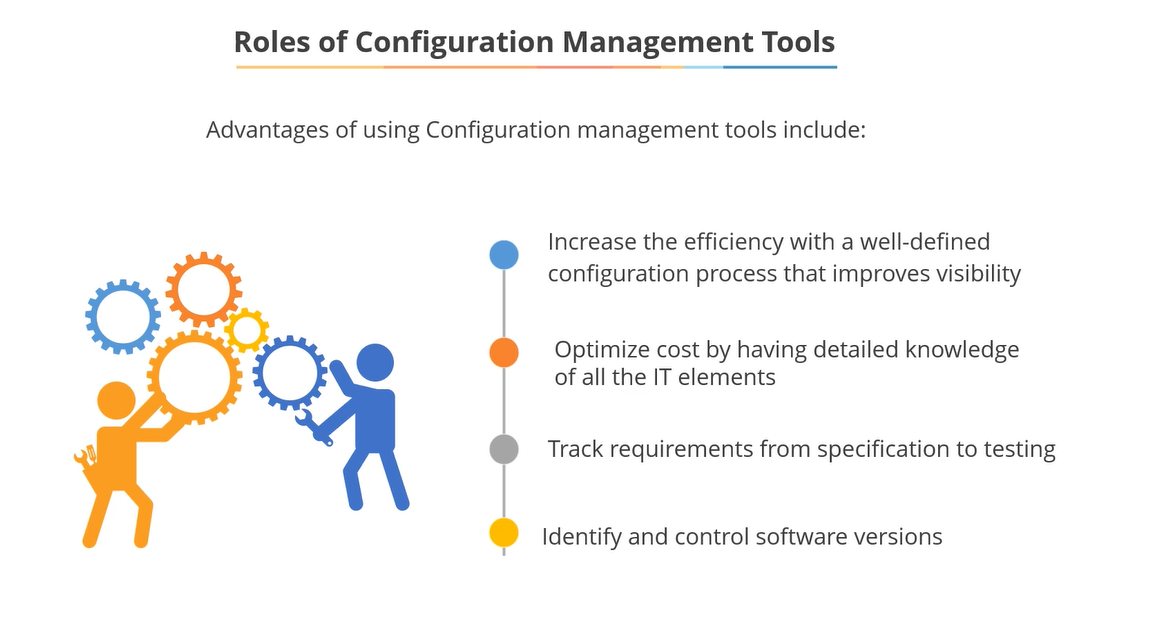 Roles of Configuration Management Tools
Advantages of using Configuration management tools include:
Increase the efficiency with a well-defined
configuration process that improves visibility
Optimize cost by having detailed knowledge
of all the IT elements
Track requirements from specification to testing
Identify and control software versions